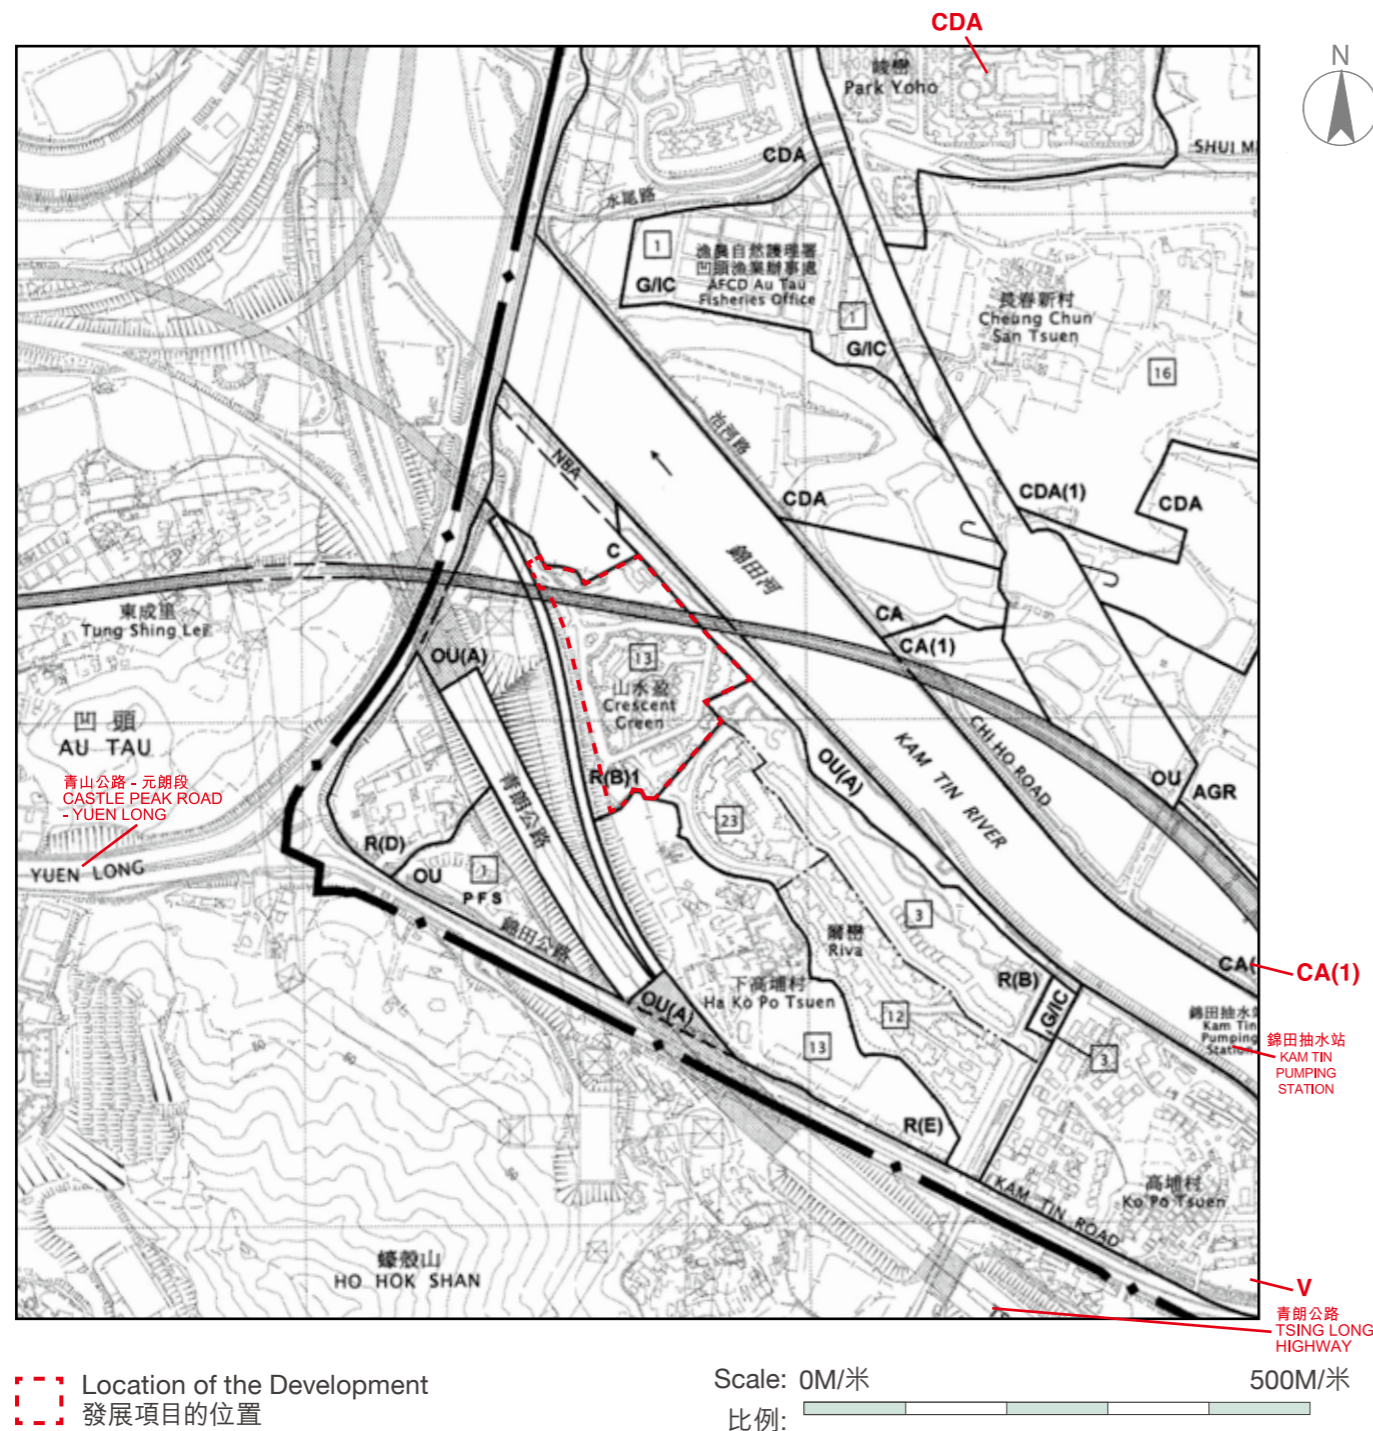 CDA
N
峻巒
Park Yoho
SHUI M
CDA
水尾路
1
漁農自然護理署
凹頭漁業辦事處
AFCD Au Tau
Fisheries Office
G/IC
1
G/IC
長春新村
Cheung Chun
San Tsuen
16
治河路
NBA
CDA
CDA(1)
CDA
C
錦田河
東成里
Tung Shing Lei
OU(A)
13
山水盈
Crescent
Green
CA
CA(1)
凹頭
AU TAU
青山公路 - 元朗段
CASTLE PEAK ROAD
- YUEN LONG
YUEN LONG
青朗公路
R(B)1
OU(A)
KAM TIN RIVER
CHI HO ROAD
OU
AGR
R(D)
OU
1
PFS
錦田公路
23
3
爾巒
Riva
R(B)
CA(
CA(1)
下高埔村
Ha Ko Po Tsuen
OU(A)
12
13
G/IC
3
錦田抽水站
Kam Tin
Pumping
Station
錦田抽水站
KAM TIN
PUMPING
STATION
R(E)
高埔村
Ko Po Tsuen
KAM TIN ROAD
蠔殼山
HO HOK SHAN
50
50
V
青朗公路
TSING LONG
HIGHWAY
Location of the Development
發展項目的位置
Scale: 0M/米 500M/米
比例: